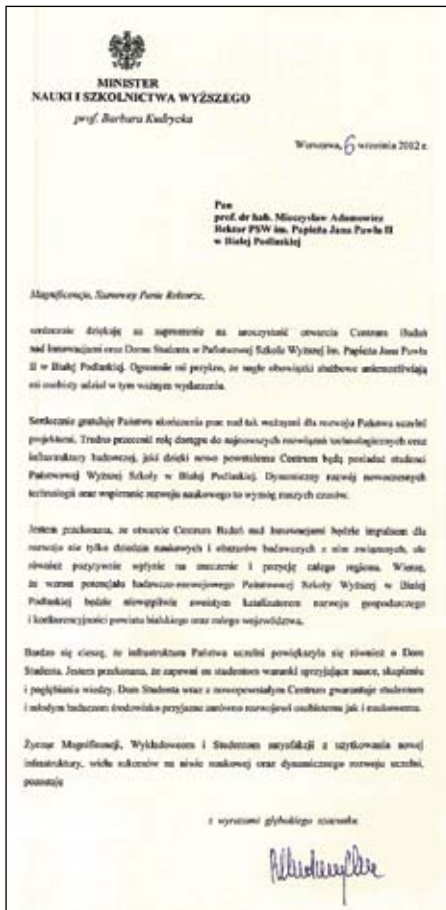 MINISTER
NAUKI I SZKOLNICTWA WYŻSZEGO
prof. Barbara Kudrycka
Warszawa, 6 września 2012 r.
Pan
prof. dr hab. Mieczysław Adamowicz
Rektor PSW im. Papieża Jana Pawła II
w Białej Podlaskiej
Magnificencjo, Szanowny Panie Rektorze,
serdecznie dziękuję za zaproszenie na uroczystość otwarcia Centrum Badań
nad Innowacjami oraz Domu Studenta w Państwowej Szkole Wyższej im. Papieża Jana Pawła
II w Białej Podlaskiej. Ogromnie mi przykro, że nagłe obowiązki służbowe uniemożliwiają
mi osobisty udział w tym ważnym wydarzeniu.
Serdecznie gratuluję Państwu ukończenia prac nad tak ważnymi dla rozwoju Państwa uczelni
projektami. Trudno przecenić rolę dostępu do najnowszych rozwiązań technologicznych oraz
infrastruktury badawczej, jaki dzięki nowo powstałemu Centrum będą posiadać studenci
Państwowej Wyższej Szkoły w Białej Podlaskiej. Dynamiczny rozwój nowoczesnych
technologii oraz wspieranie rozwoju naukowego to wymóg naszych czasów.
Jestem przekonana, że otwarcie Centrum Badań nad Innowacjami będzie impulsem dla
rozwoju nie tylko dziedzin naukowych i obszarów badawczych z nim związanych, ale
również pozytywnie wpłynie na znaczenie i pozycję całego regionu. Wierzę,
że wzrost potencjału badawczo-rozwojowego Państwowej Szkoły Wyższej w Białej
Podlaskiej będzie niewątpliwie swoistym katalizatorem rozwoju gospodarczego
i konkurencyjności powiatu bialskiego oraz całego województwa.
Bardzo się cieszę, że infrastruktura Państwa uczelni powiększyła się również o Dom
Studenta. Jestem przekonana, że zapewni on studentom warunki sprzyjające nauce, skupieniu
i pogłębianiu wiedzy. Dom Studenta wraz z nowopowstałym Centrum gwarantuje studentom
i młodym badaczom środowisko przyjazne zarówno rozwojowi osobistemu jak i naukowemu.
Życząc Magnificencji, Wykładowcom i Studentom satysfakcji z użytkowania nowej
infrastruktury, wielu sukcesów na niwie naukowej oraz dynamicznego rozwoju uczelni,
pozostaję
z wyrazami głębokiego szacunku